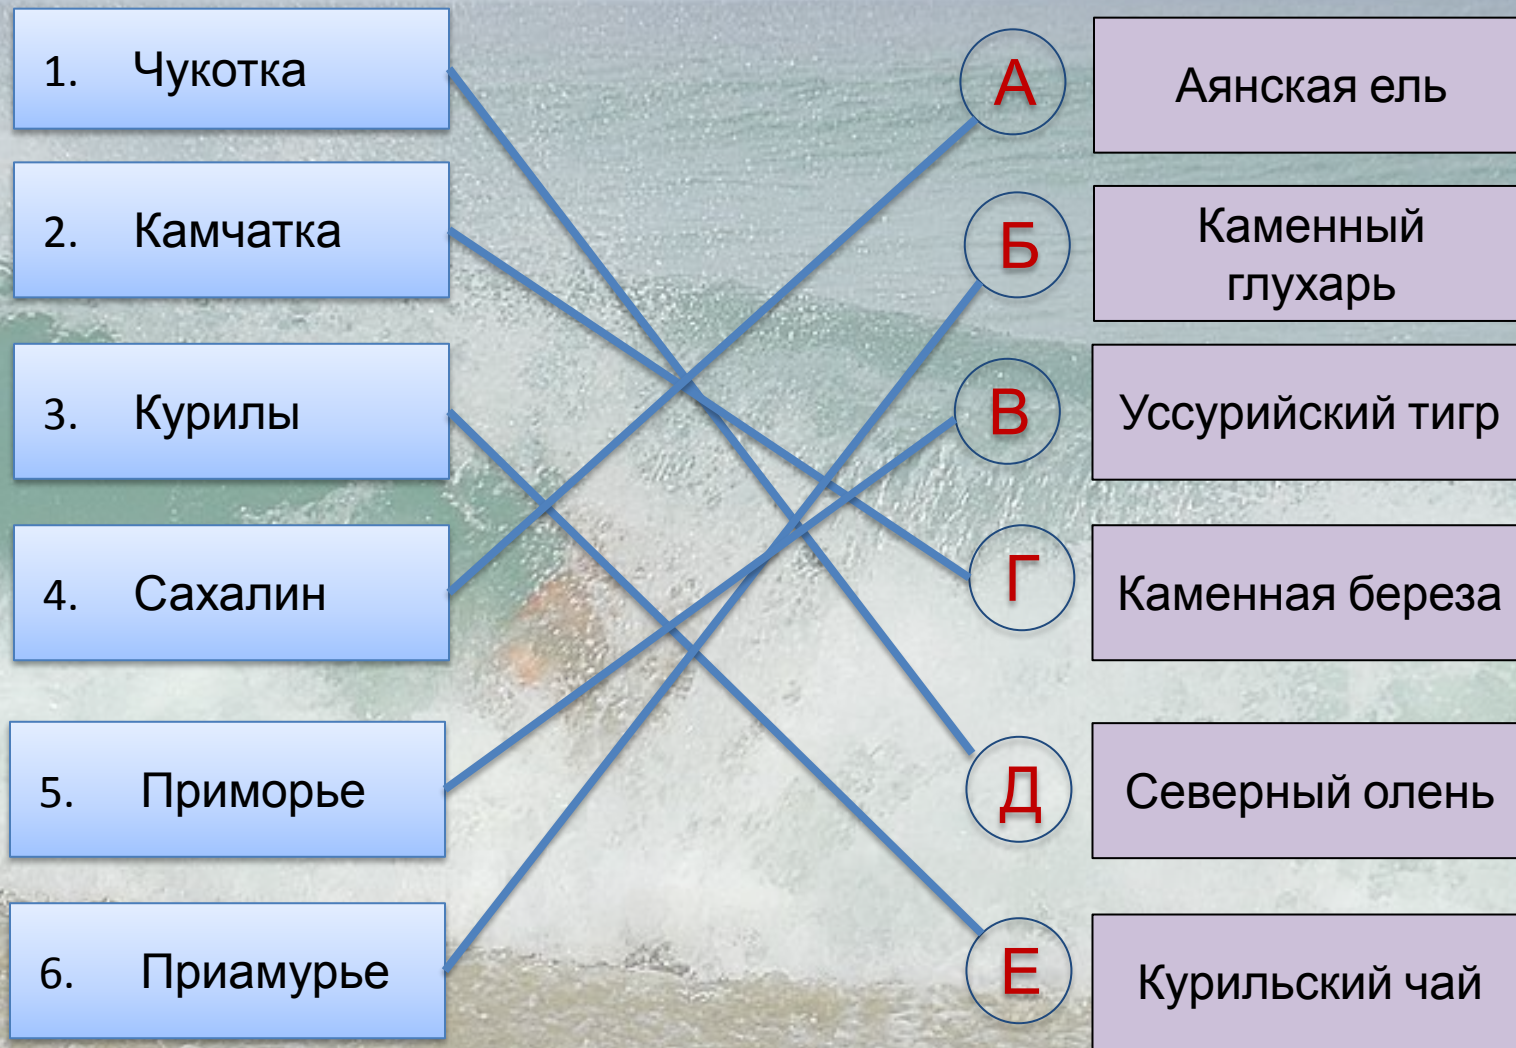 1. Чукотка
А
Аянская ель
2. Камчатка
Б
Каменный
глухарь
3. Курилы
В
Уссурийский тигр
4. Сахалин
Г
Каменная береза
5. Приморье
Д
Северный олень
6. Приамурье
Е
Курильский чай